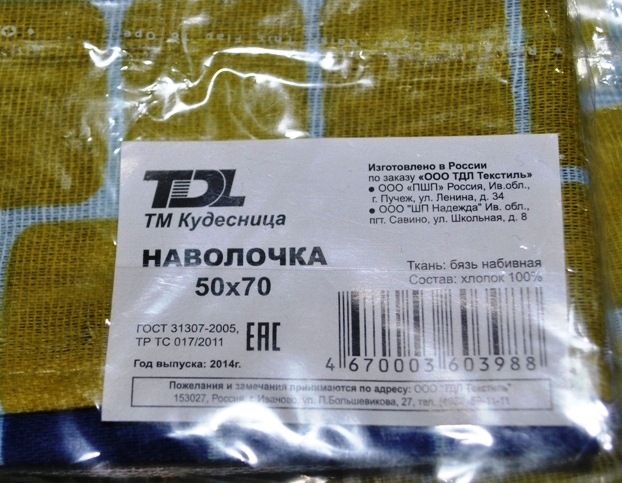 TDL
ТМ Кудесница
НАВОЛОЧКА
50х70
ГОСТ 31307-2005,
ТР ТС 017/2011
ЕАС
Год выпуска: 2014г.
Изготовлено в России
по заказу «ООО ТДЛ Текстиль»
● ООО "ПШП" Россия, Ив.обл.,
г. Пучеж, ул. Ленина, д. 34
● ООО "ШП Надежда" Ив. обл.,
пгт. Савино, ул. Школьная, д. 8
Ткань: бязь набивная
Состав: хлопок 100%
4 670003 603988
Пожелания и замечания принимаются по адресу: ООО "ТДЛ Текстиль"
153027, Россия, г. Иваново, ул. П.Большевикова, 27, тел.